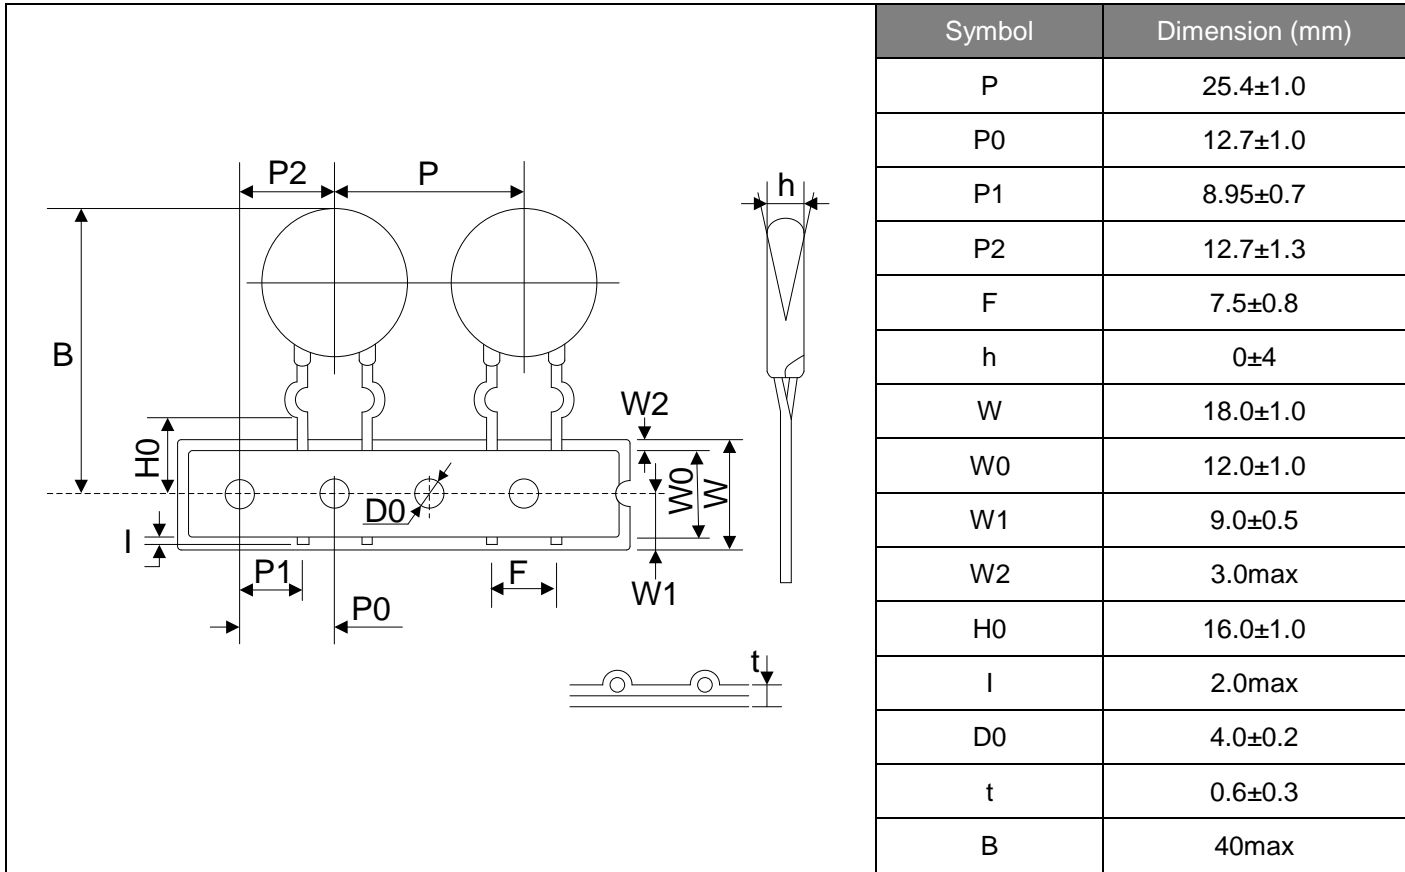 P2
P
h
B
W2
H0
W0
W
D0
I
P1
F
W1
P0
t
Symbol Dimension (mm)
P 25.4±1.0
P0 12.7±1.0
P1 8.95±0.7
P2 12.7±1.3
F 7.5±0.8
h 0±4
W 18.0±1.0
W0 12.0±1.0
W1 9.0±0.5
W2 3.0max
H0 16.0±1.0
I 2.0max
D0 4.0±0.2
t 0.6±0.3
B 40max